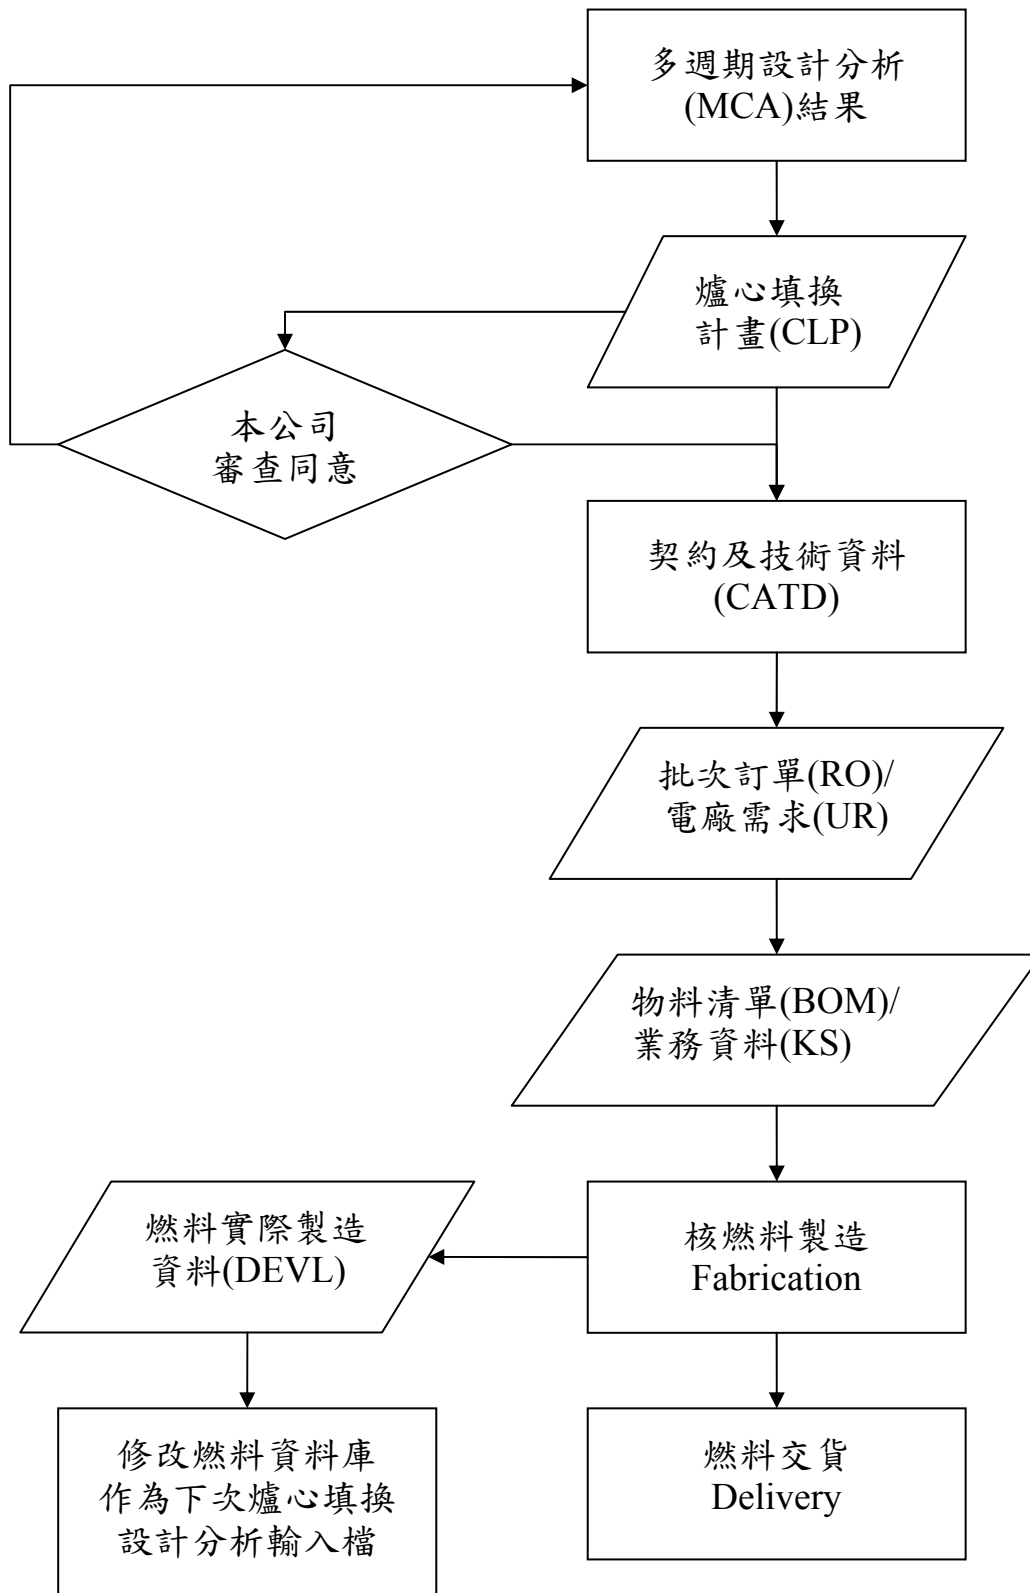 多週期設計分析
(MCA)結果
爐心填換
計畫(CLP)
本公司
審查同意
契約及技術資料
(CATD)
批次訂單(RO)/
電廠需求(UR)
物料清單(BOM)/
業務資料(KS)
燃料實際製造
資料(DEVL)
核燃料製造
Fabrication
修改燃料資料庫
作為下次爐心填換
設計分析輸入檔
燃料交貨
Delivery